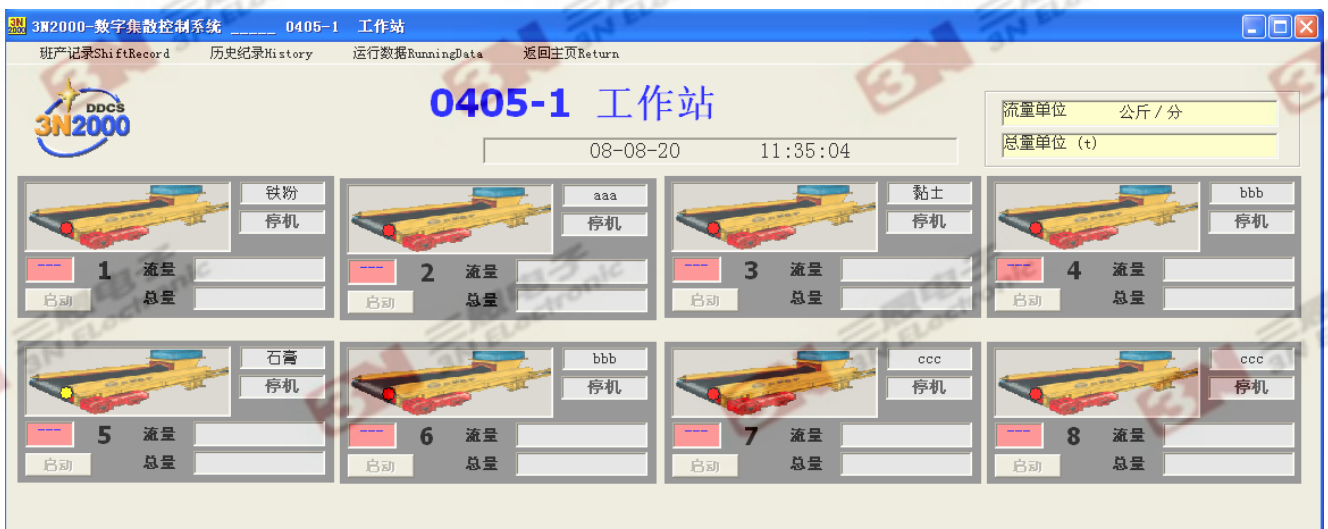 3N2000-数字集散控制系统 _____ 0405-1 工作站
班产记录ShiftRecord 历史纪录History 运行数据RunningData 返回主页Return
DDCS
3N2000
0405-1 工作站
08-08-20 11:35:04
流量单位 公斤 / 分
总量单位 (t)
铁粉
停机
--- 1 流量
启动 总量
aaa
停机
--- 2 流量
启动 总量
黏土
停机
--- 3 流量
启动 总量
bbb
停机
--- 4 流量
启动 总量
石膏
停机
--- 5 流量
启动 总量
bbb
停机
--- 6 流量
启动 总量
ccc
停机
--- 7 流量
启动 总量
ccc
停机
--- 8 流量
启动 总量